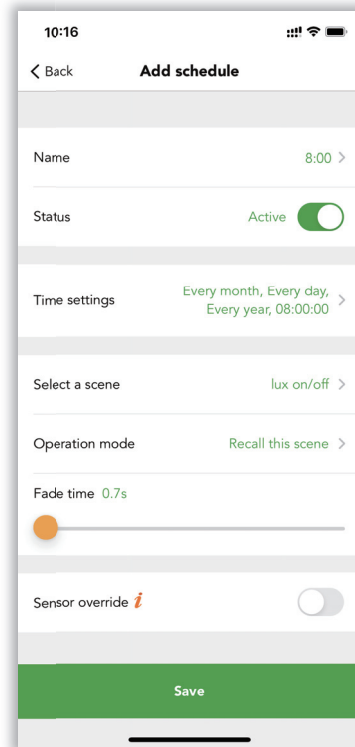 10:16
Back Add schedule
Name 8:00
Status Active
Time settings Every month, Every day,
Every year, 08:00:00
Select a scene lux on/off
Operation mode Recall this scene
Fade time 0.7s
Sensor override i
Save